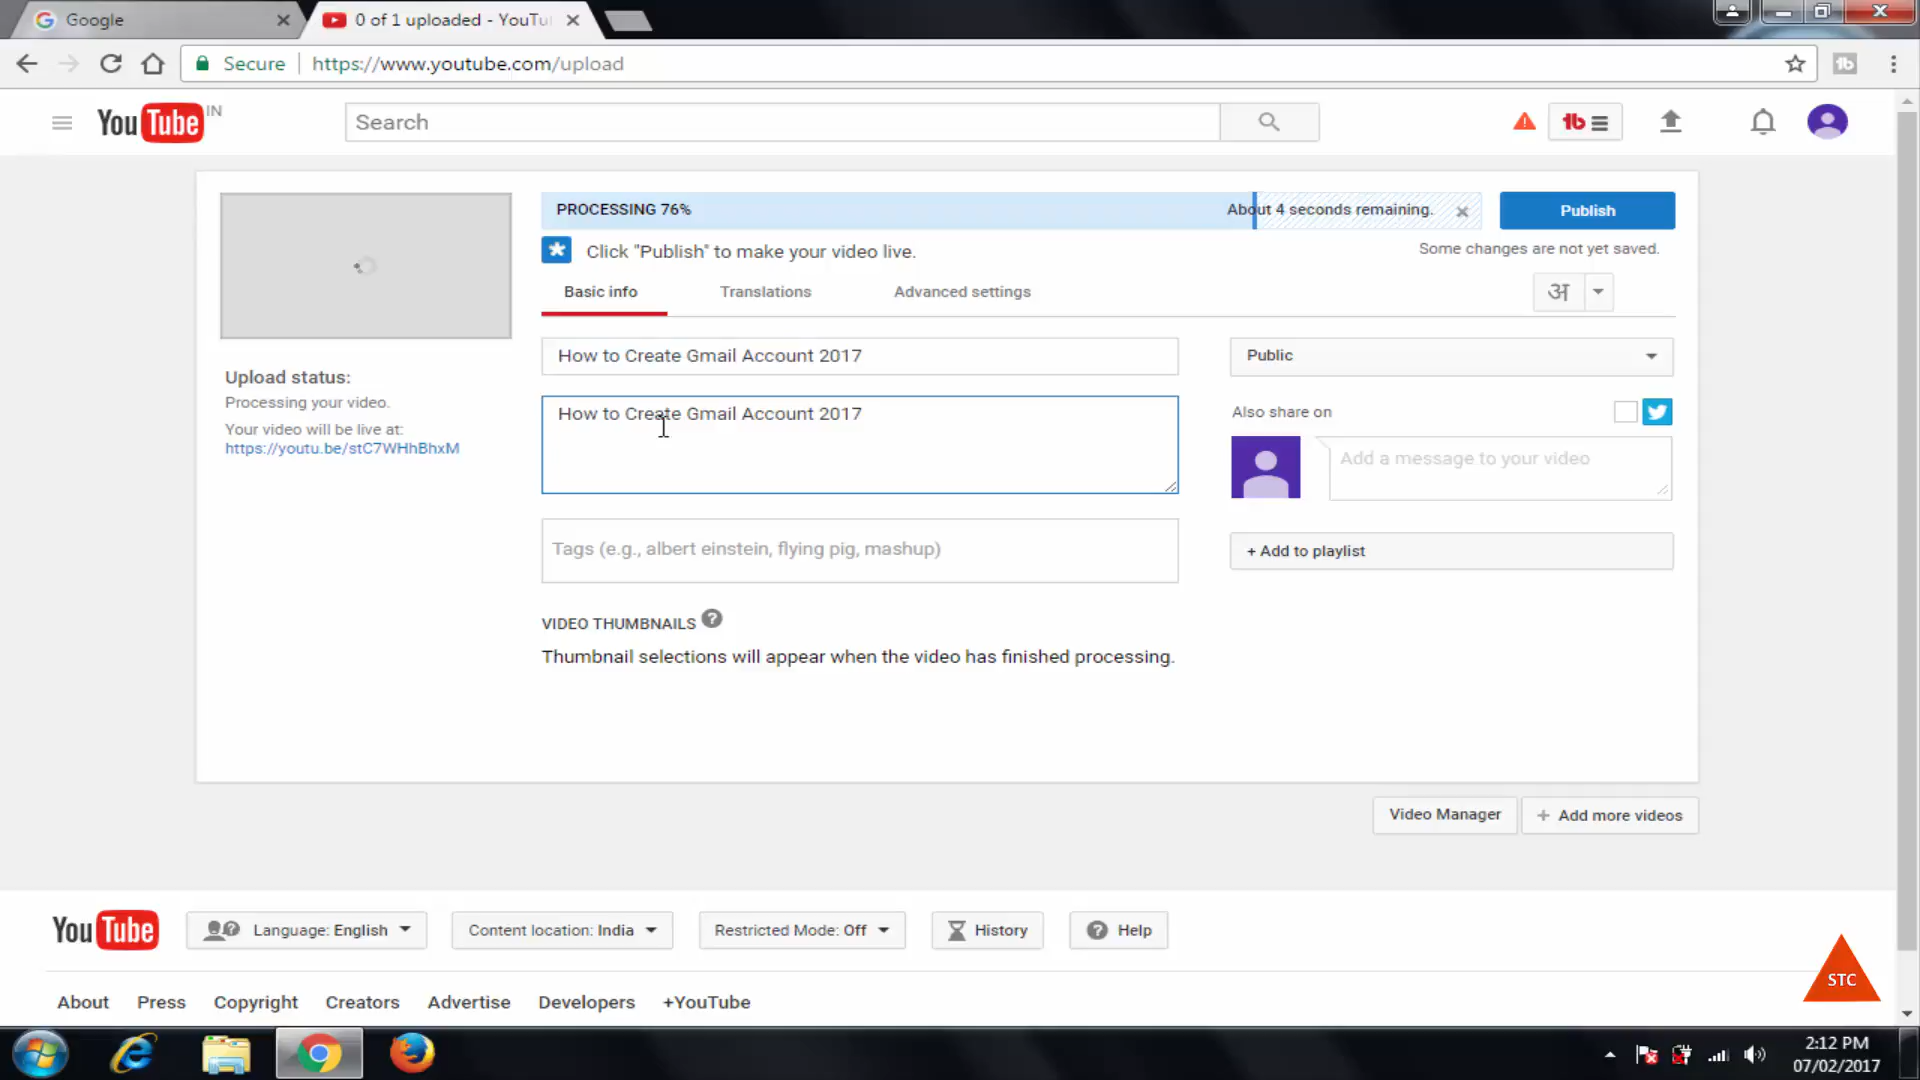 Google
0 of 1 uploaded - YouTu
Secure
https://www.youtube.com/upload
YouTube IN
Search
PROCESSING 76%
About 4 seconds remaining.
Publish
Click "Publish" to make your video live.
Some changes are not yet saved.
Basic info
Translations
Advanced settings
अ
How to Create Gmail Account 2017
Public
Upload status:
Processing your video.
Your video will be live at:
https://youtu.be/stC7WHhBhxM
How to Create Gmail Account 2017
Also share on
Add a message to your video
Tags (e.g., albert einstein, flying pig, mashup)
+ Add to playlist
VIDEO THUMBNAILS ?
Thumbnail selections will appear when the video has finished processing.
Video Manager
+ Add more videos
YouTube
Language: English
Content location: India
Restricted Mode: Off
History
Help
STC
About
Press
Copyright
Creators
Advertise
Developers
+YouTube
2:12 PM
07/02/2017